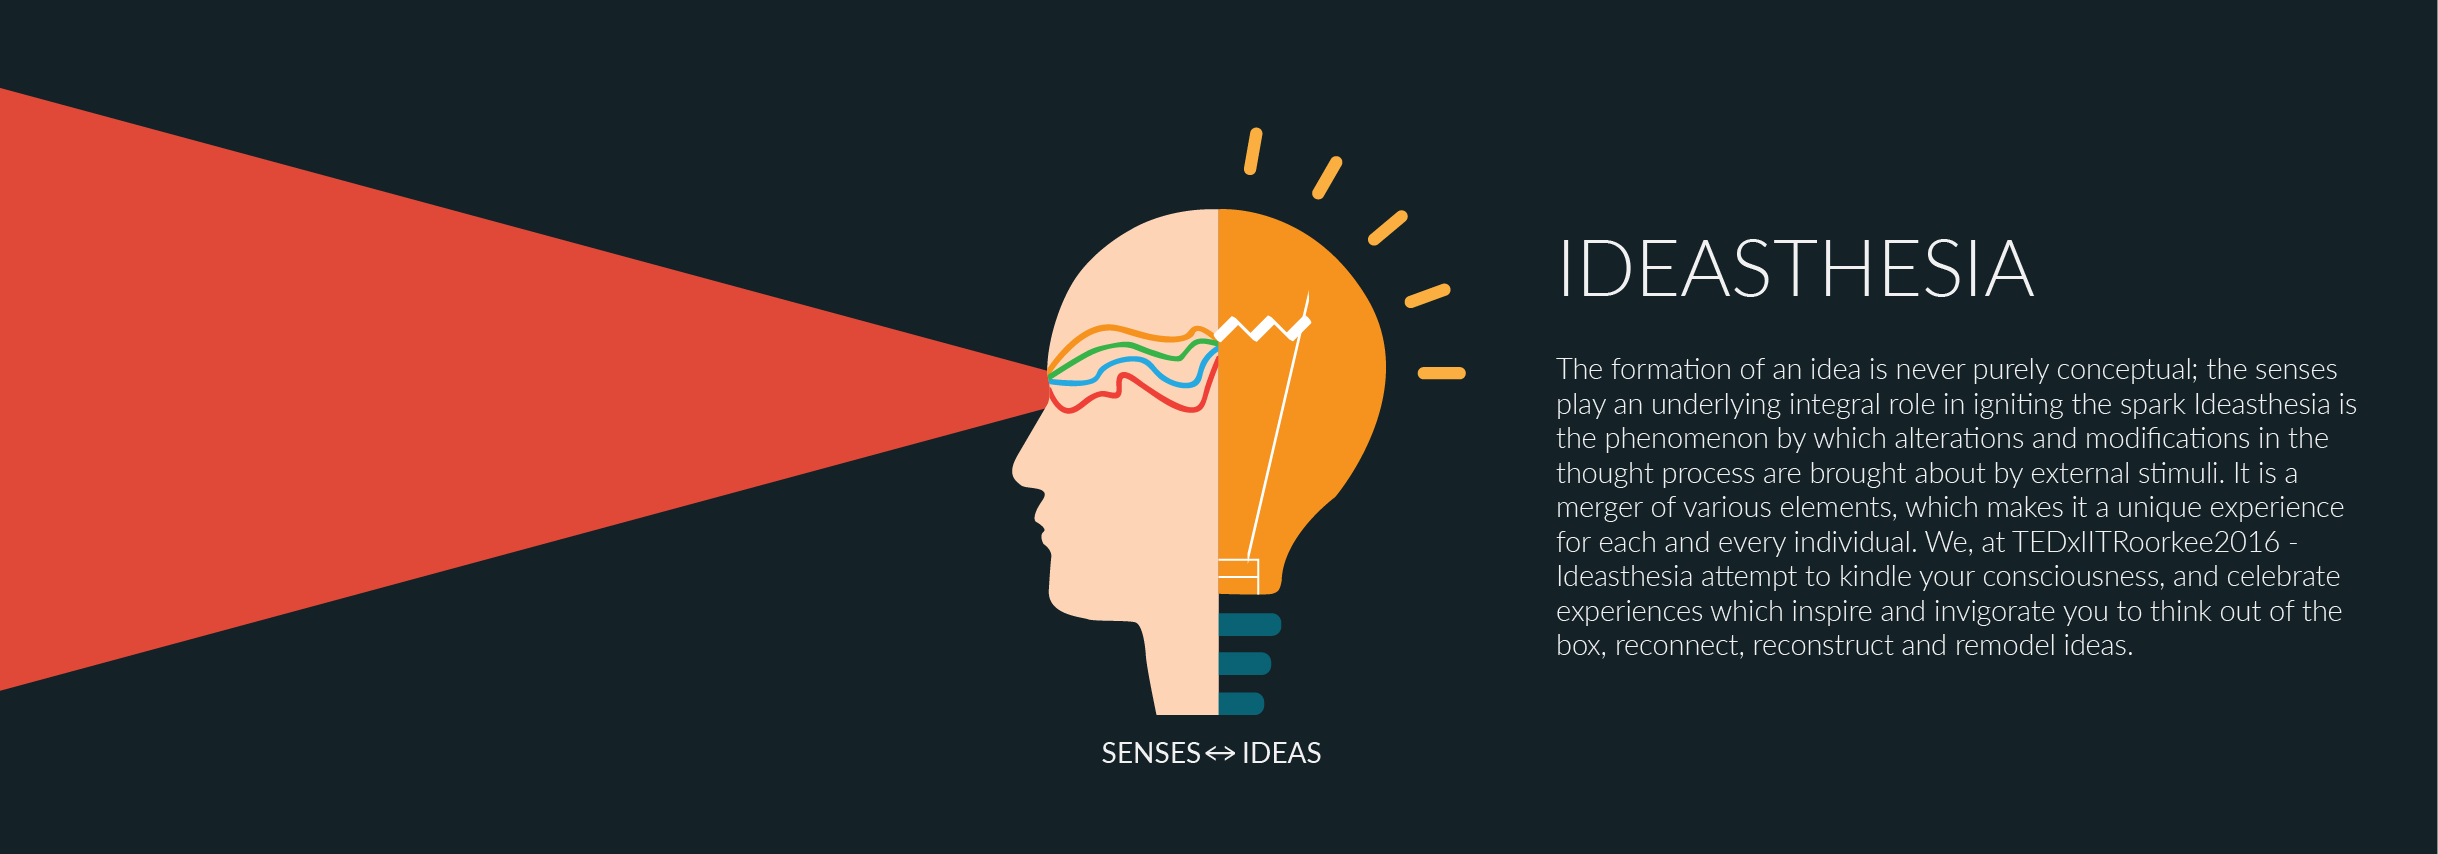 IDEASTHESIA
The formation of an idea is never purely conceptual; the senses
play an underlying integral role in igniting the spark Ideasthesia is
the phenomenon by which alterations and modifications in the
thought process are brought about by external stimuli. It is a
merger of various elements, which makes it a unique experience
for each and every individual. We, at TEDxIITRoorkee2016 -
Ideasthesia attempt to kindle your consciousness, and celebrate
experiences which inspire and invigorate you to think out of the
box, reconnect, reconstruct and remodel ideas.
SENSES↔IDEAS